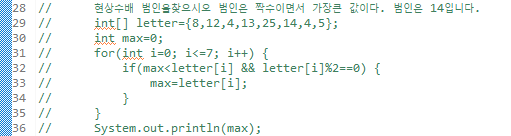 28 // 현상수배 범인을찾으시오 범인은 짝수이면서 가장큰 값이다. 범인은 14입니다.
29 // int[] letter={8,12,4,13,25,14,4,5};
30 // int max=0;
31 // for(int i=0; i<=7; i++) {
32 // if(max<letter[i] && letter[i]%2==0) {
33 // max=letter[i];
34 // }
35 // }
36 // System.out.println(max);